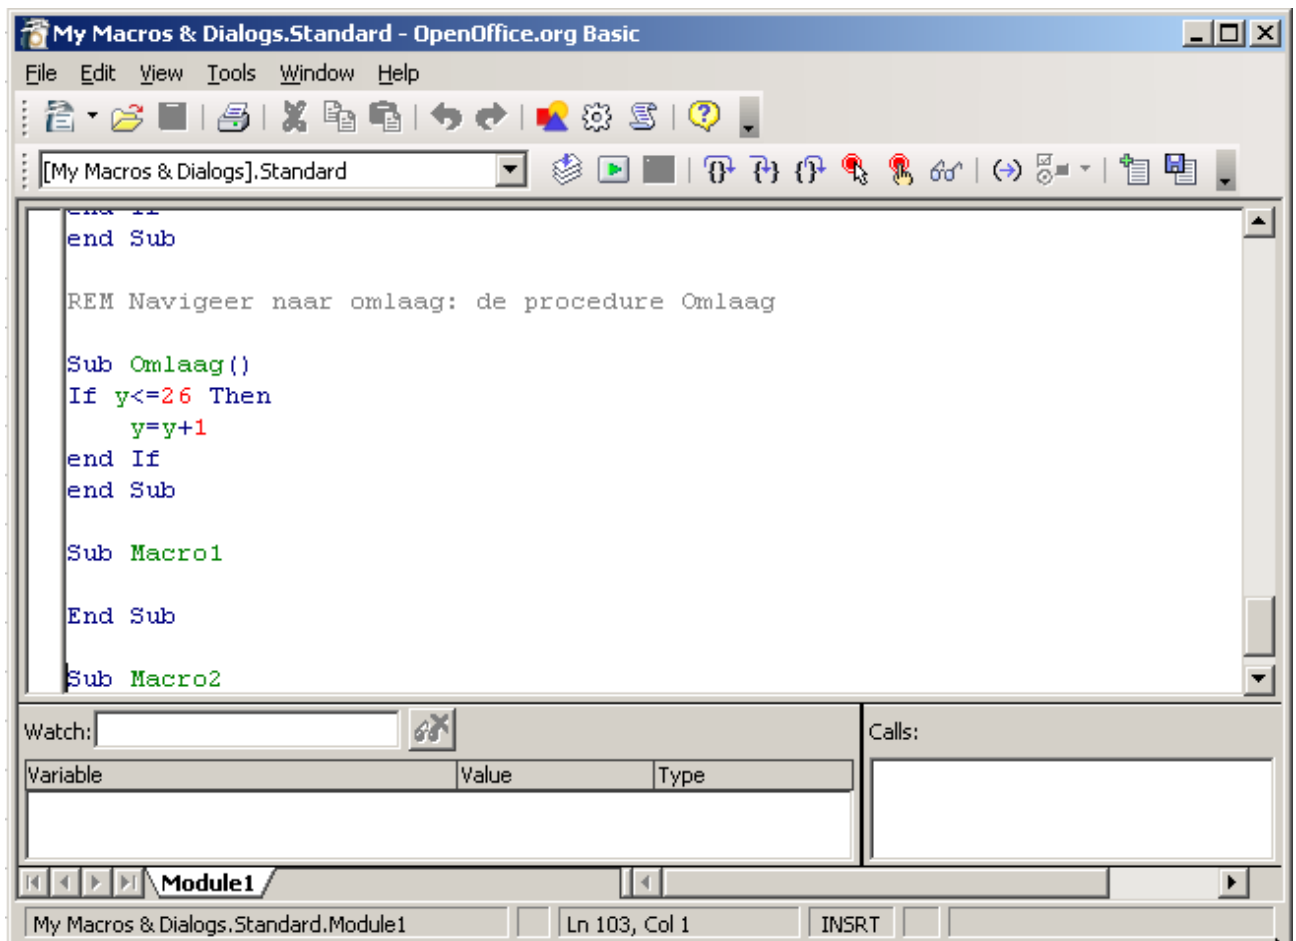 My Macros & Dialogs.Standard - OpenOffice.org Basic
File Edit View Tools Window Help
[My Macros & Dialogs].Standard
end If
end Sub
REM Navigeer naar omlaag: de procedure Omlaag
Sub Omlaag()
If y<=26 Then
y=y+1
end If
end Sub
Sub Macro1
End Sub
Sub Macro2
Watch:
Calls:
Variable Value Type
Module1
My Macros & Dialogs.Standard.Module1 Ln 103, Col 1 INSRT